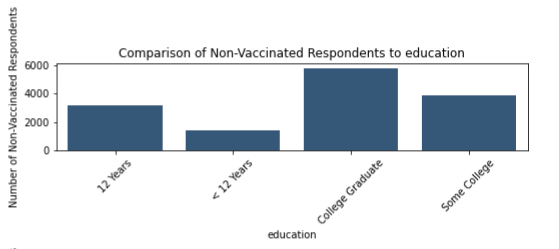 Comparison of Non-Vaccinated Respondents to education
Number of Non-Vaccinated Respondents
6000
4000
2000
0
12 Years
< 12 Years
College Graduate
Some College
education